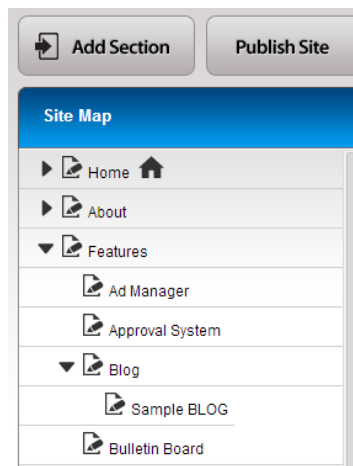 Add Section
Publish Site
Site Map
Home
About
Features
Ad Manager
Approval System
Blog
Sample BLOG
Bulletin Board